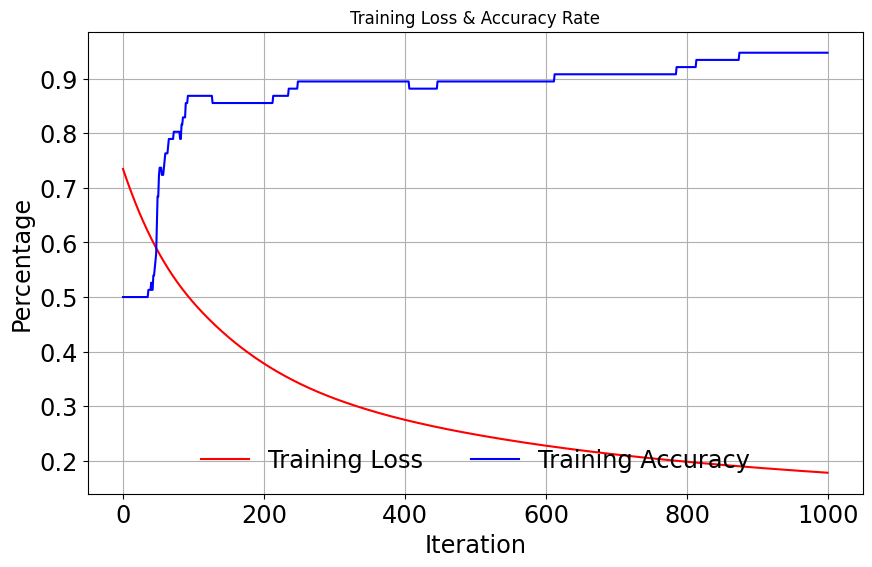 Training Loss & Accuracy Rate
0.9
0.8
0.7
0.6
0.5
0.4
0.3
0.2
Percentage
Training Loss
Training Accuracy
0 200 400 600 800 1000
Iteration